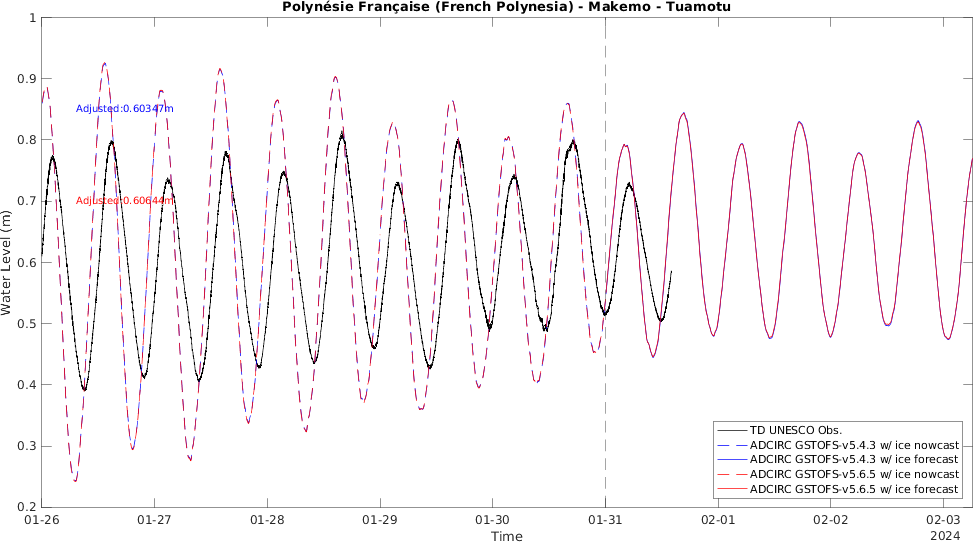 Polynésie Française (French Polynesia) - Makemo - Tuamotu
1
0.9
0.8
0.7
0.6
0.5
0.4
0.3
0.2
Water Level (m)
Adjusted:0.60347m
Adjusted:0.60644m
TD UNESCO Obs.
ADCIRC GSTOFS-v5.4.3 w/ ice nowcast
ADCIRC GSTOFS-v5.4.3 w/ ice forecast
ADCIRC GSTOFS-v5.6.5 w/ ice nowcast
ADCIRC GSTOFS-v5.6.5 w/ ice forecast
01-26 01-27 01-28 01-29 01-30 01-31 02-01 02-02 02-03
Time
2024